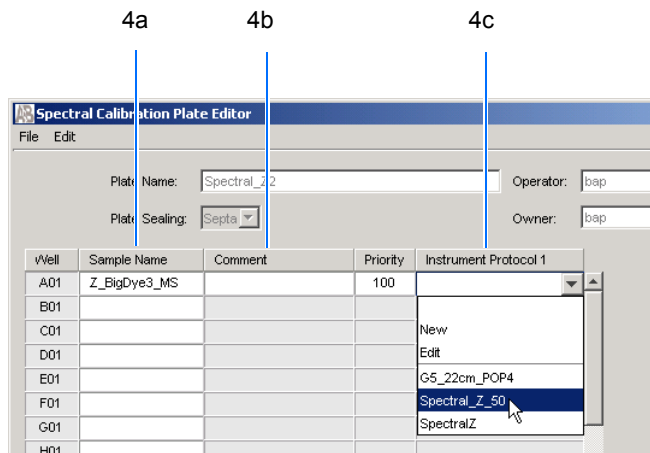 4a 4b 4c
Spectral Calibration Plate Editor
File Edit
Plate Name: Spectral_Z2 Operator: bap
Plate Sealing: Septa Owner: bap
Well Sample Name Comment Priority Instrument Protocol 1
A01 Z_BigDye3_MS 100
B01
C01 New
D01 Edit
E01 G5_22cm_POP4
F01 Spectral_Z_50
G01 SpectralZ
H01